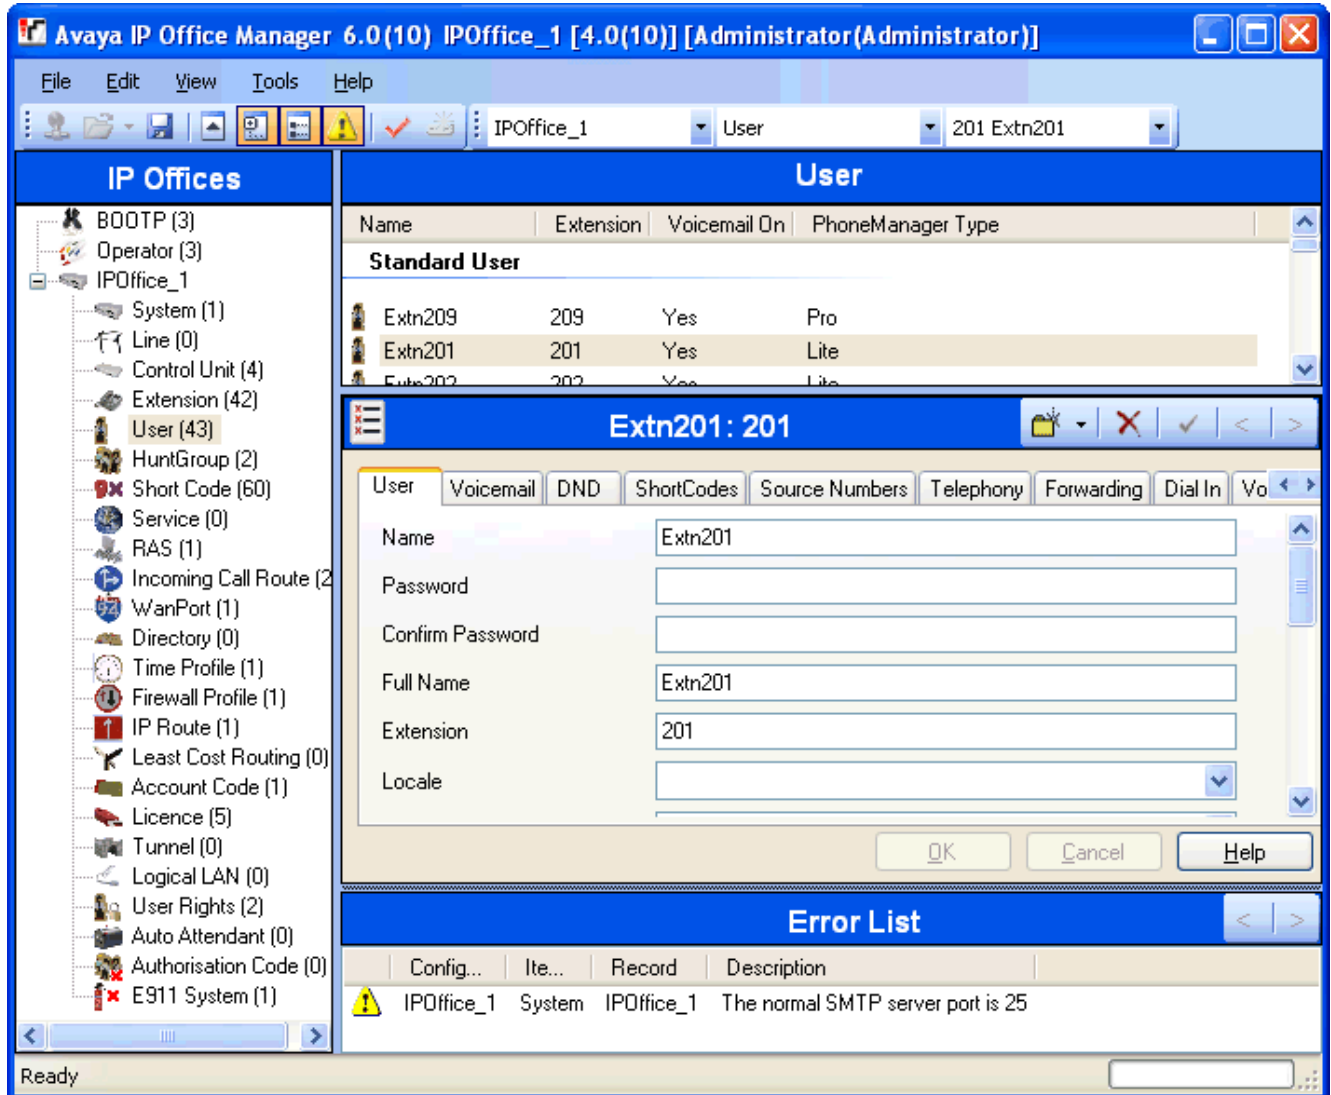 Avaya IP Office Manager 6.0(10) IPOffice_1 [4.0(10)] [Administrator(Administrator)]
File Edit View Tools Help
IPOffice_1 User 201 Extn201
IP Offices
BOOTP (3)
Operator (3)
IPOffice_1
System (1)
Line (0)
Control Unit (4)
Extension (42)
User (43)
HuntGroup (2)
Short Code (60)
Service (0)
RAS (1)
Incoming Call Route (2
WanPort (1)
Directory (0)
Time Profile (1)
Firewall Profile (1)
IP Route (1)
Least Cost Routing (0)
Account Code (1)
Licence (5)
Tunnel (0)
Logical LAN (0)
User Rights (2)
Auto Attendant (0)
Authorisation Code (0)
E911 System (1)
User
Name Extension Voicemail On PhoneManager Type
Standard User
Extn209 209 Yes Pro
Extn201 201 Yes Lite
Extn202 202 Yes Lite
Extn201: 201
User Voicemail DND ShortCodes Source Numbers Telephony Forwarding Dial In Vo
Name Extn201
Password
Confirm Password
Full Name Extn201
Extension 201
Locale
OK Cancel Help
Error List
Config... Ite... Record Description
IPOffice_1 System IPOffice_1 The normal SMTP server port is 25
Ready